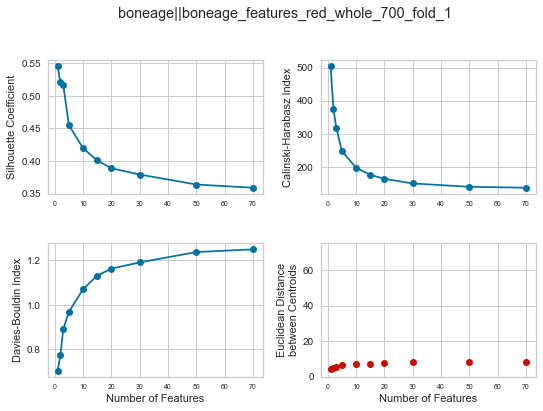 boneage||boneage_features_red_whole_700_fold_1
Silhouette Coefficient
0.55
0.50
0.45
0.40
0.35
0 10 20 30 40 50 60 70
Calinski-Harabasz Index
500
400
300
200
0 10 20 30 40 50 60 70
Davies-Bouldin Index
1.2
1.0
0.8
0 10 20 30 40 50 60 70
Number of Features
Euclidean Distance
between Centroids
60
40
20
0
0 10 20 30 40 50 60 70
Number of Features